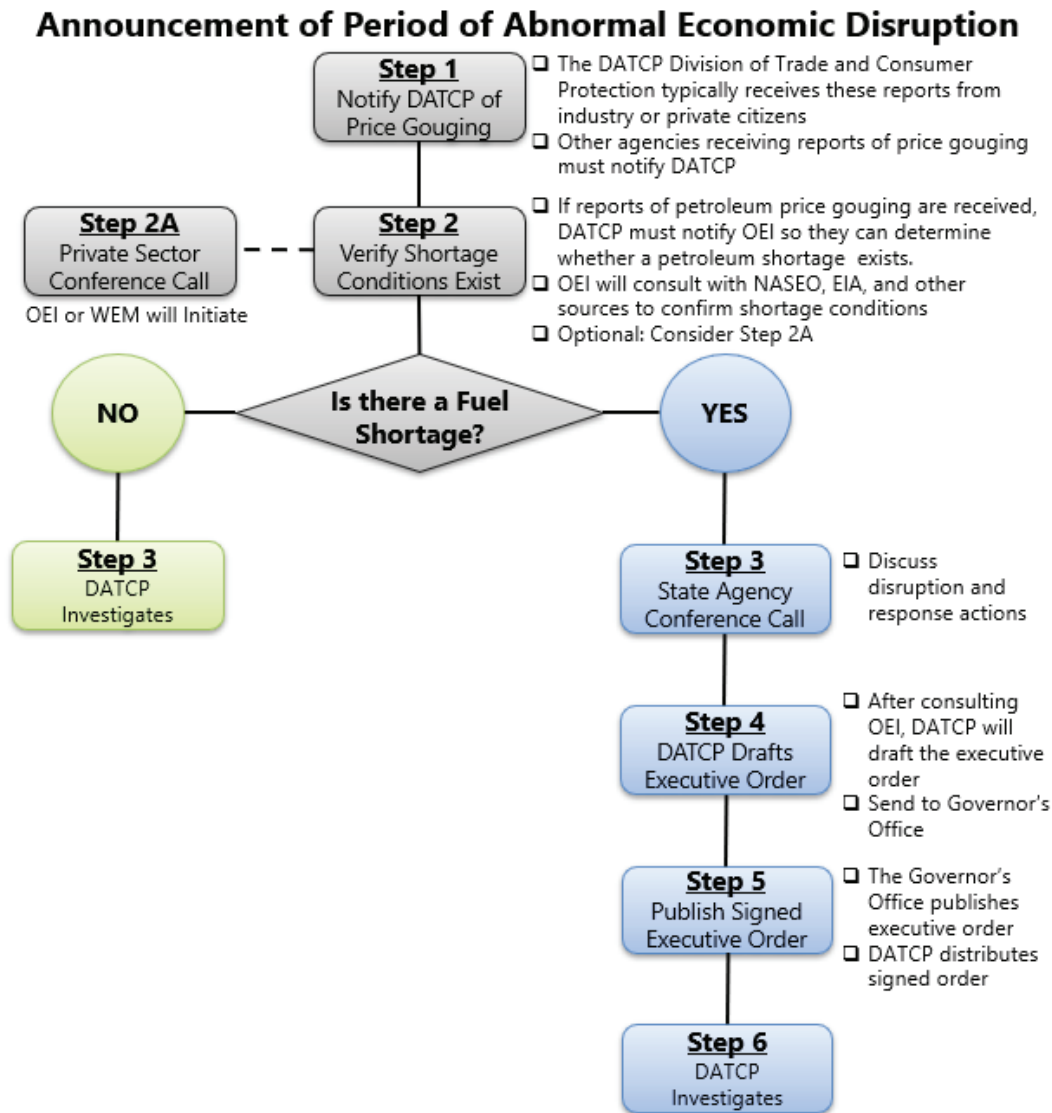 Announcement of Period of Abnormal Economic Disruption
Step 1
Notify DATCP of
Price Gouging
❑ The DATCP Division of Trade and Consumer
Protection typically receives these reports from
industry or private citizens
❑ Other agencies receiving reports of price gouging
must notify DATCP
Step 2A
Private Sector
Conference Call
OEI or WEM will Initiate
Step 2
Verify Shortage
Conditions Exist
❑ If reports of petroleum price gouging are received,
DATCP must notify OEI so they can determine
whether a petroleum shortage exists.
❑ OEI will consult with NASEO, EIA, and other
sources to confirm shortage conditions
❑ Optional: Consider Step 2A
NO
Is there a Fuel
Shortage?
YES
Step 3
DATCP
Investigates
Step 3
State Agency
Conference Call
❑ Discuss
disruption and
response actions
Step 4
DATCP Drafts
Executive Order
❑ After consulting
OEI, DATCP will
draft the executive
order
❑ Send to Governor's
Office
Step 5
Publish Signed
Executive Order
❑ The Governor's
Office publishes
executive order
❑ DATCP distributes
signed order
Step 6
DATCP
Investigates